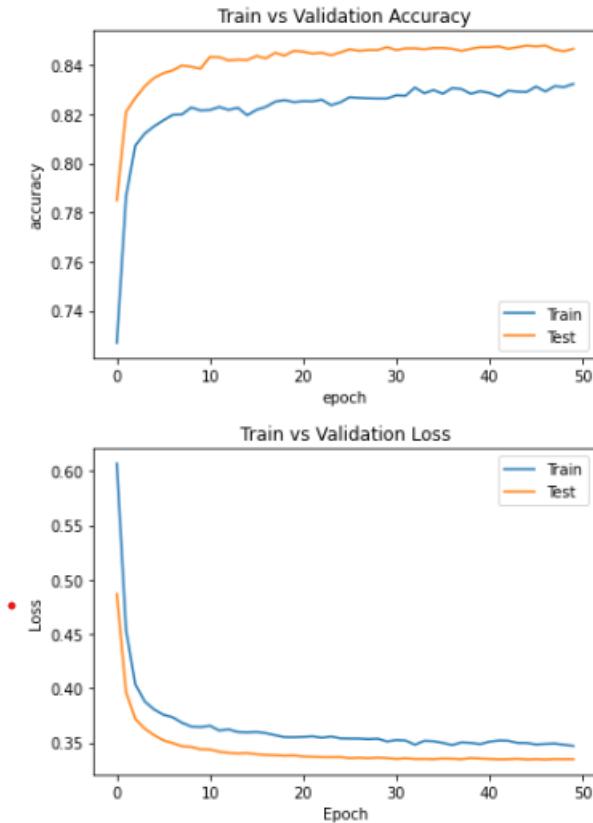 Train vs Validation Accuracy
0.84
0.82
0.80
0.78
0.76
0.74
accuracy
Train
Test
0 10 20 30 40 50
epoch
Train vs Validation Loss
0.60
0.55
0.50
0.45
0.40
0.35
Loss
Train
Test
0 10 20 30 40 50
Epoch